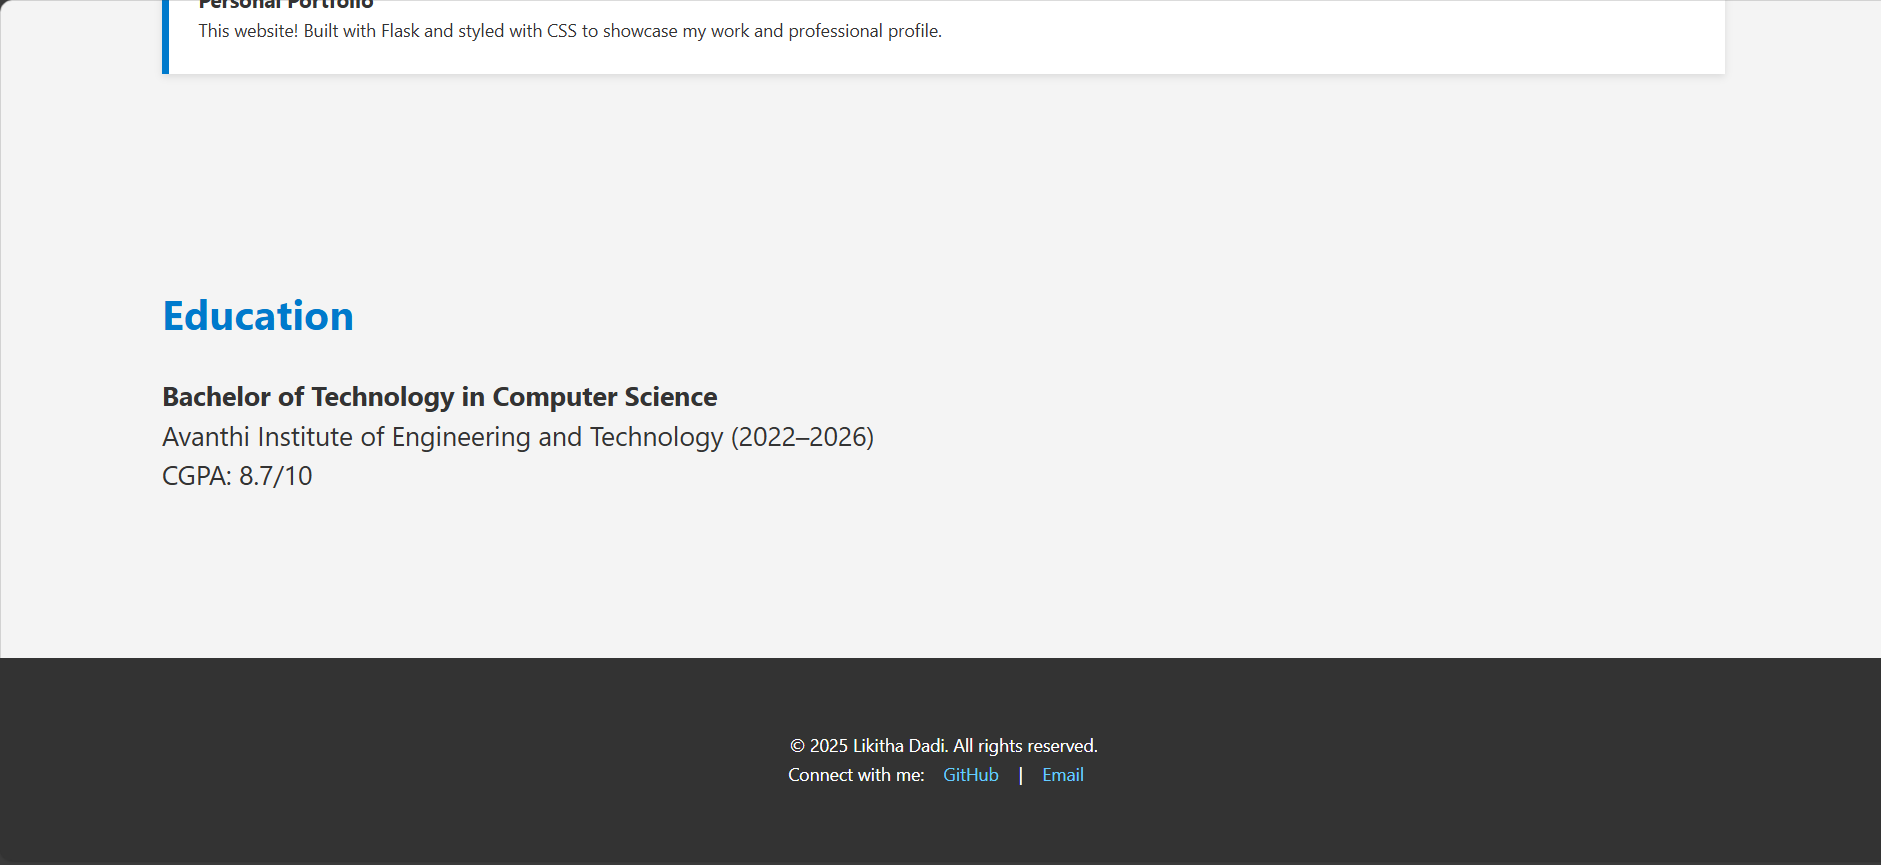 Personal Portfolio
This website! Built with Flask and styled with CSS to showcase my work and professional profile.
Education
Bachelor of Technology in Computer Science
Avanthi Institute of Engineering and Technology (2022–2026)
CGPA: 8.7/10
© 2025 Likitha Dadi. All rights reserved.
Connect with me: GitHub | Email